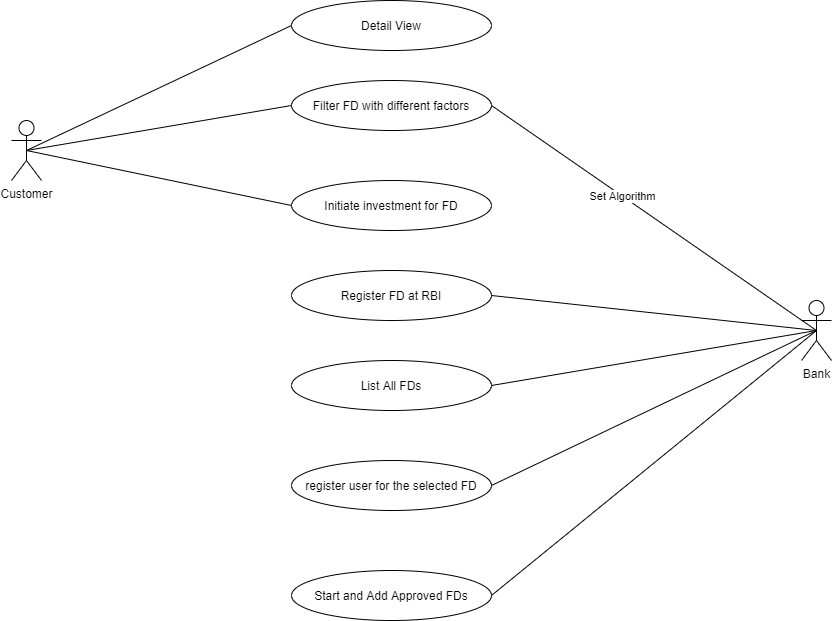 Detail View
Filter FD with different factors
Customer
Set Algorithm
Initiate investment for FD
Register FD at RBI
Bank
List All FDs
register user for the selected FD
Start and Add Approved FDs